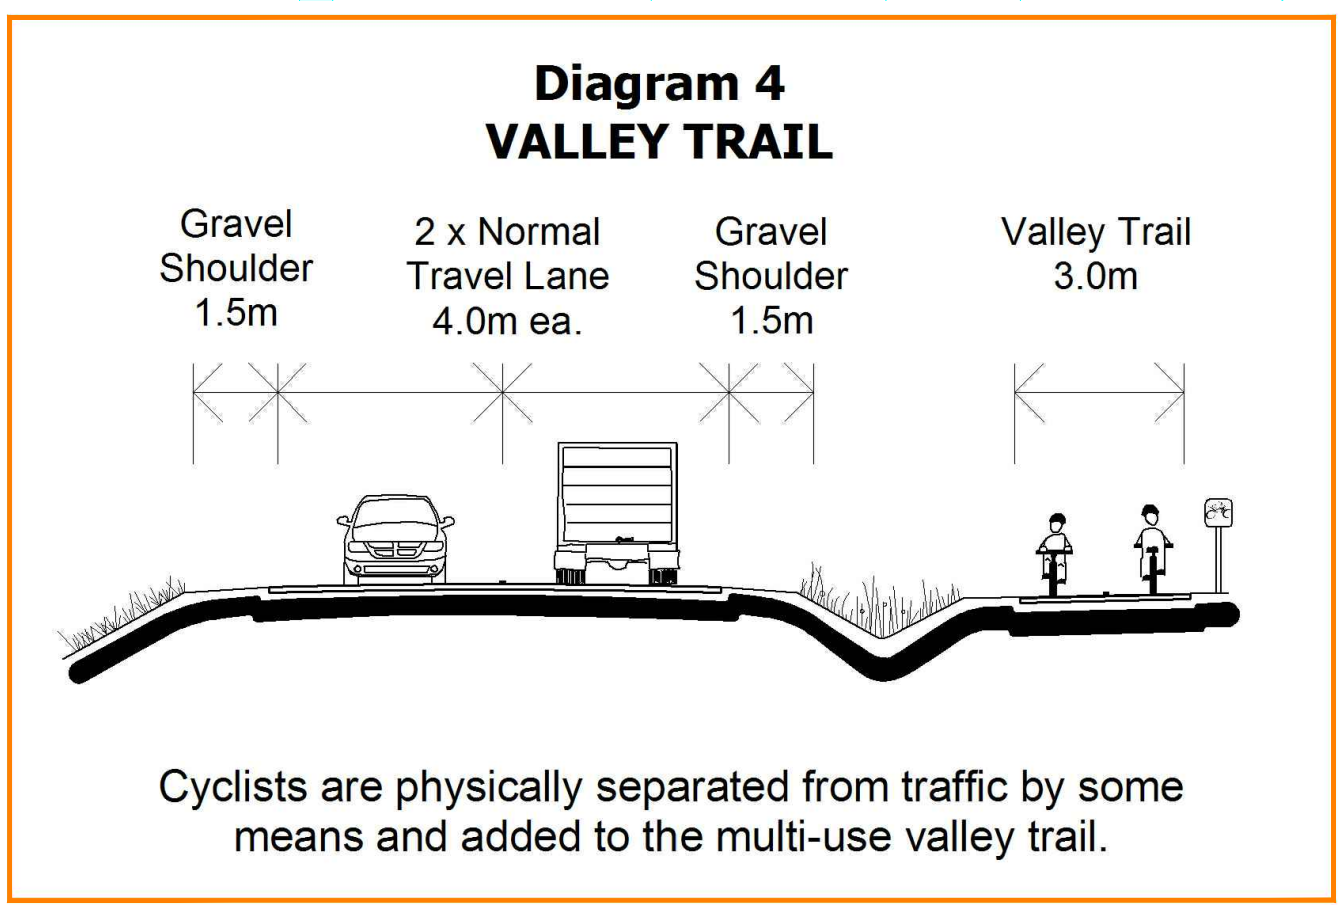 Diagram 4
VALLEY TRAIL
Gravel
Shoulder
1.5m
2 x Normal
Travel Lane
4.0m ea.
Gravel
Shoulder
1.5m
Valley Trail
3.0m
Cyclists are physically separated from traffic by some
means and added to the multi-use valley trail.